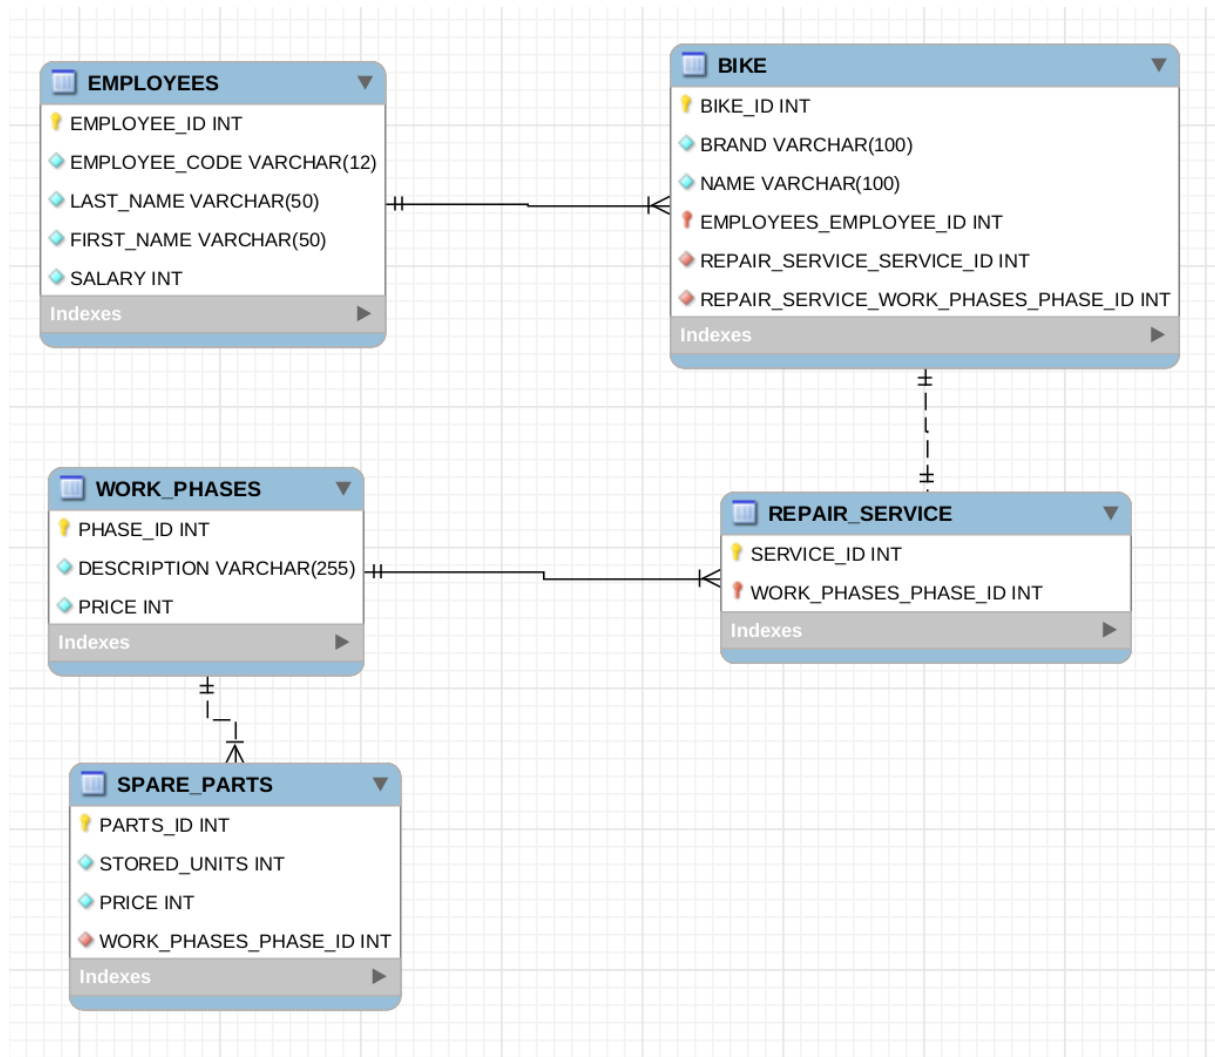 EMPLOYEES
EMPLOYEE_ID INT
EMPLOYEE_CODE VARCHAR(12)
LAST_NAME VARCHAR(50)
FIRST_NAME VARCHAR(50)
SALARY INT
Indexes
BIKE
BIKE_ID INT
BRAND VARCHAR(100)
NAME VARCHAR(100)
EMPLOYEES_EMPLOYEE_ID INT
REPAIR_SERVICE_SERVICE_ID INT
REPAIR_SERVICE_WORK_PHASES_PHASE_ID INT
Indexes
WORK_PHASES
PHASE_ID INT
DESCRIPTION VARCHAR(255)
PRICE INT
Indexes
REPAIR_SERVICE
SERVICE_ID INT
WORK_PHASES_PHASE_ID INT
Indexes
SPARE_PARTS
PARTS_ID INT
STORED_UNITS INT
PRICE INT
WORK_PHASES_PHASE_ID INT
Indexes